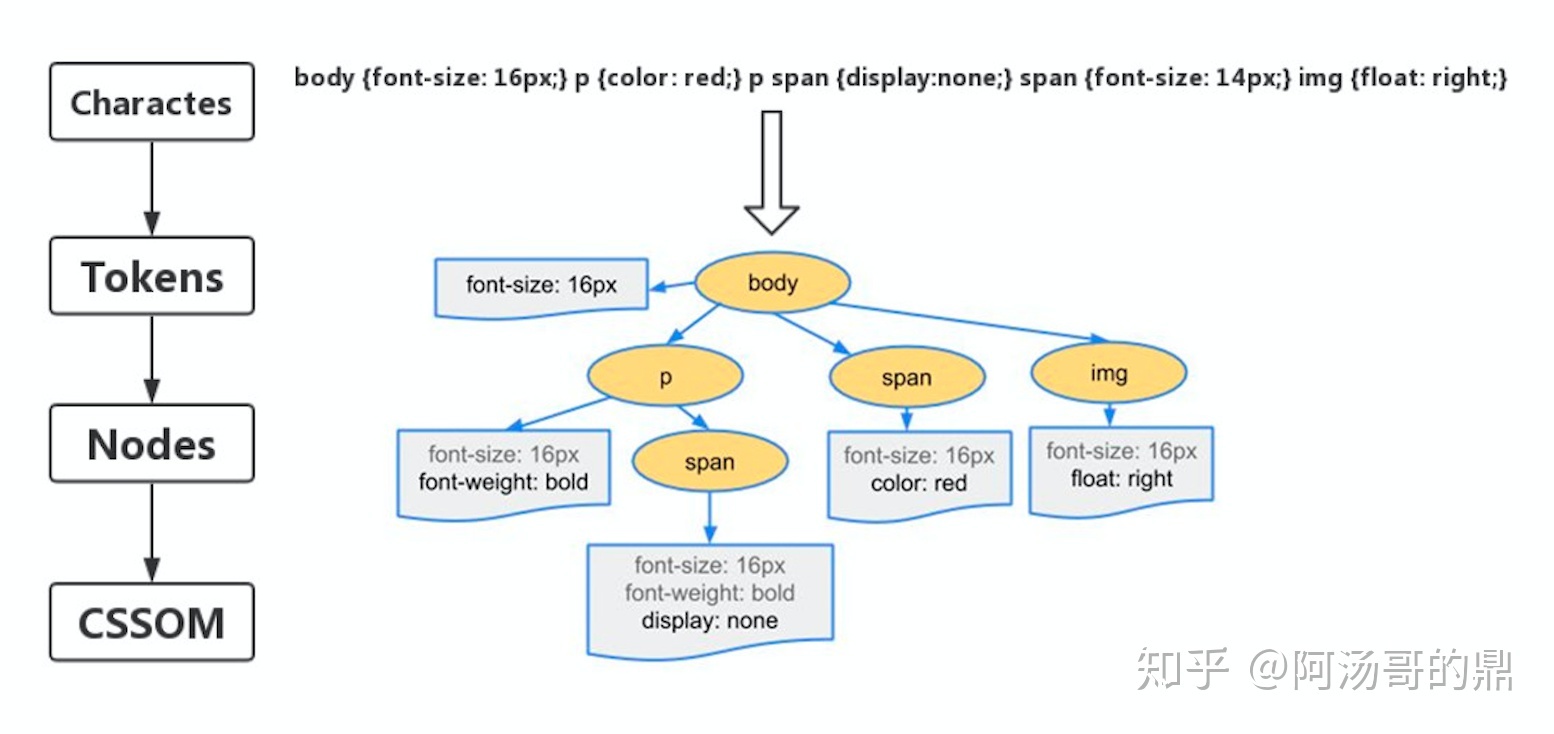 Charactes
body {font-size: 16px;} p {color: red;} p span {display:none;} span {font-size: 14px;} img {float: right;}
Tokens
Nodes
CSSOM
font-size: 16px
body
p
span
img
font-size: 16px
font-weight: bold
span
font-size: 16px
color: red
font-size: 16px
float: right
font-size: 16px
font-weight: bold
display: none
知乎 @阿汤哥的鼎